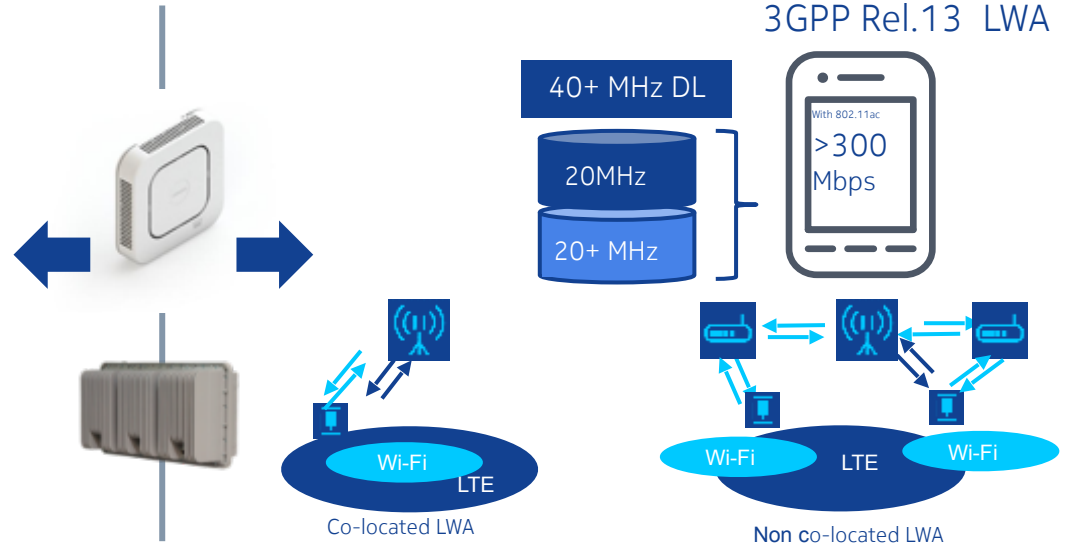 3GPP Rel.13 LWA
40+ MHz DL
20MHz
20+ MHz
With 802.11ac
>300
Mbps
Wi-Fi
LTE
Co-located LWA
Wi-Fi
LTE
Wi-Fi
Non co-located LWA